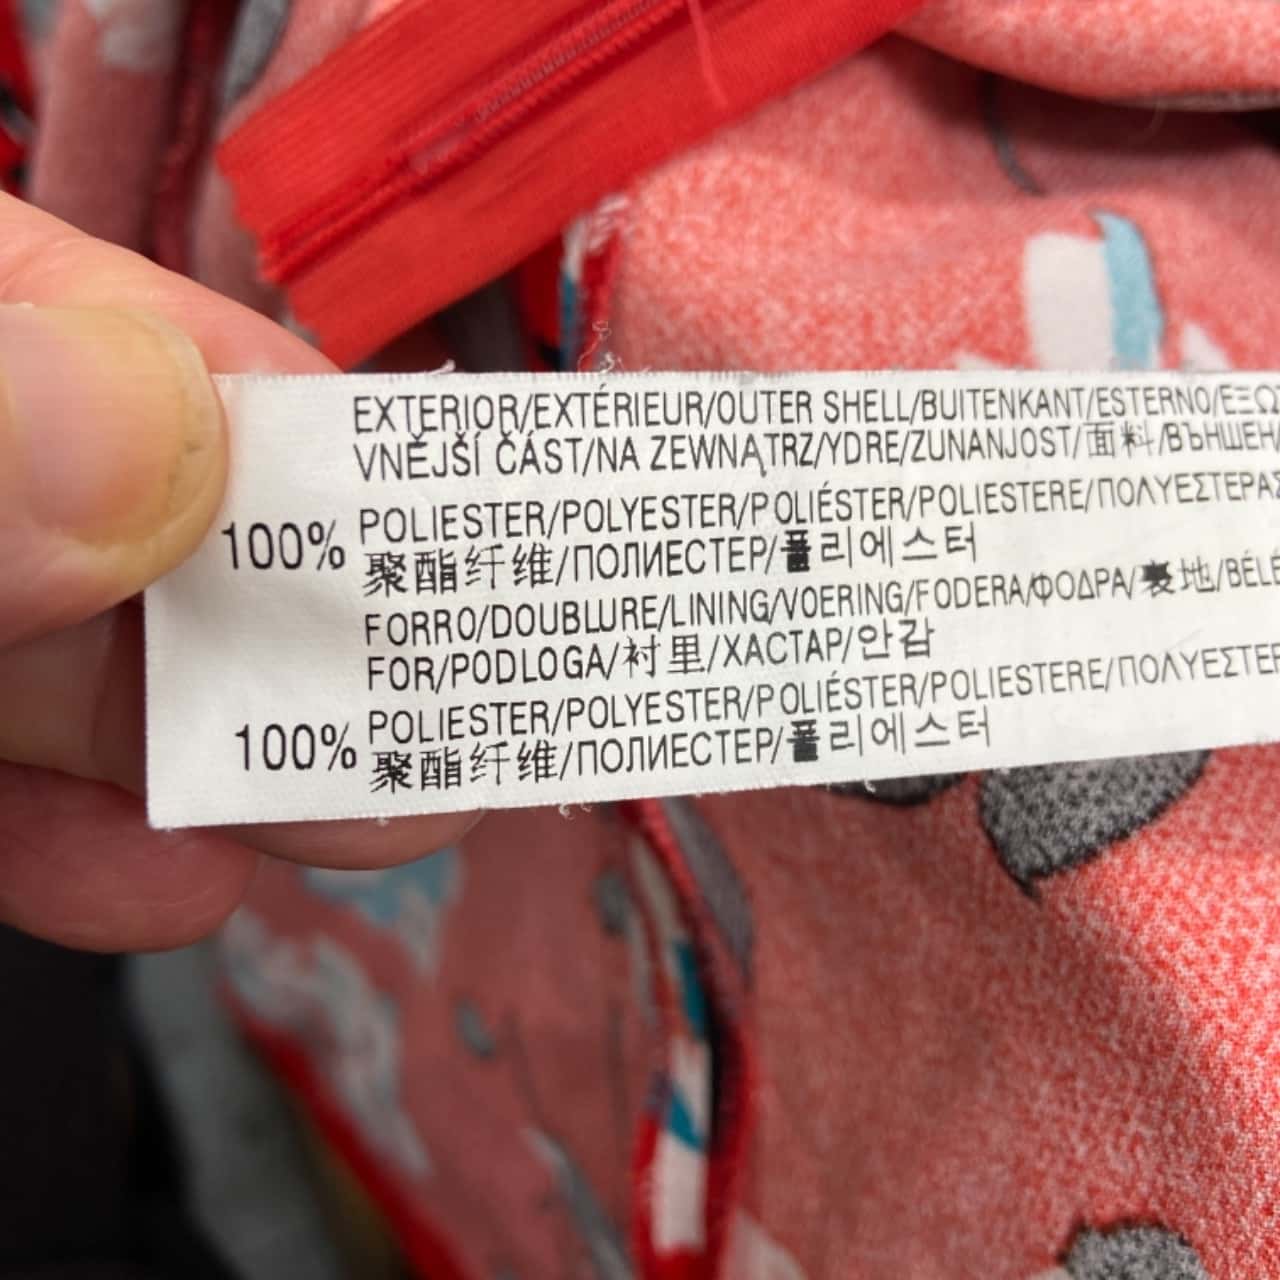 EXTERIOR/EXTÉRIEUR/OUTER SHELL/BUITENKANT/ESTERNO/ΕΞΩ
VNĚJŠÍ ČÁST/NA ZEWNĄTRZ/YDRE/ZUNANJOST/面料/ВЪНШЕН
100% POLIESTER/POLYESTER/POLIÉSTER/POLIESTERE/ΠΟΛΥΕΣΤΕΡΑΣ
聚酯纤维/ПОЛИЕСТЕР/폴리에스터
FORRO/DOUBLURE/LINING/VOERING/FODERA/ΦΟΔΡΑ/裏地/BÉLÉ
FOR/PODLOGA/衬里/ХАСТАР/안감
100% POLIESTER/POLYESTER/POLIÉSTER/POLIESTERE/ΠΟΛΥΕΣΤΕΡ
聚酯纤维/ПОЛИЕСТЕР/폴리에스터